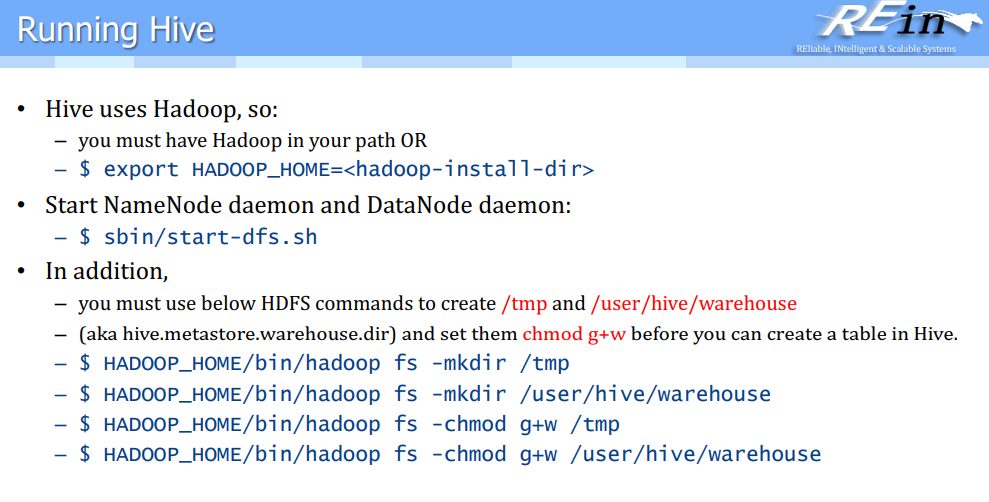 Running Hive
REin
REliable, INtelligent & Scalable Systems
• Hive uses Hadoop, so:
– you must have Hadoop in your path OR
– $ export HADOOP_HOME=<hadoop-install-dir>
• Start NameNode daemon and DataNode daemon:
– $ sbin/start-dfs.sh
• In addition,
– you must use below HDFS commands to create /tmp and /user/hive/warehouse
– (aka hive.metastore.warehouse.dir) and set them chmod g+w before you can create a table in Hive.
– $ HADOOP_HOME/bin/hadoop fs -mkdir /tmp
– $ HADOOP_HOME/bin/hadoop fs -mkdir /user/hive/warehouse
– $ HADOOP_HOME/bin/hadoop fs -chmod g+w /tmp
– $ HADOOP_HOME/bin/hadoop fs -chmod g+w /user/hive/warehouse